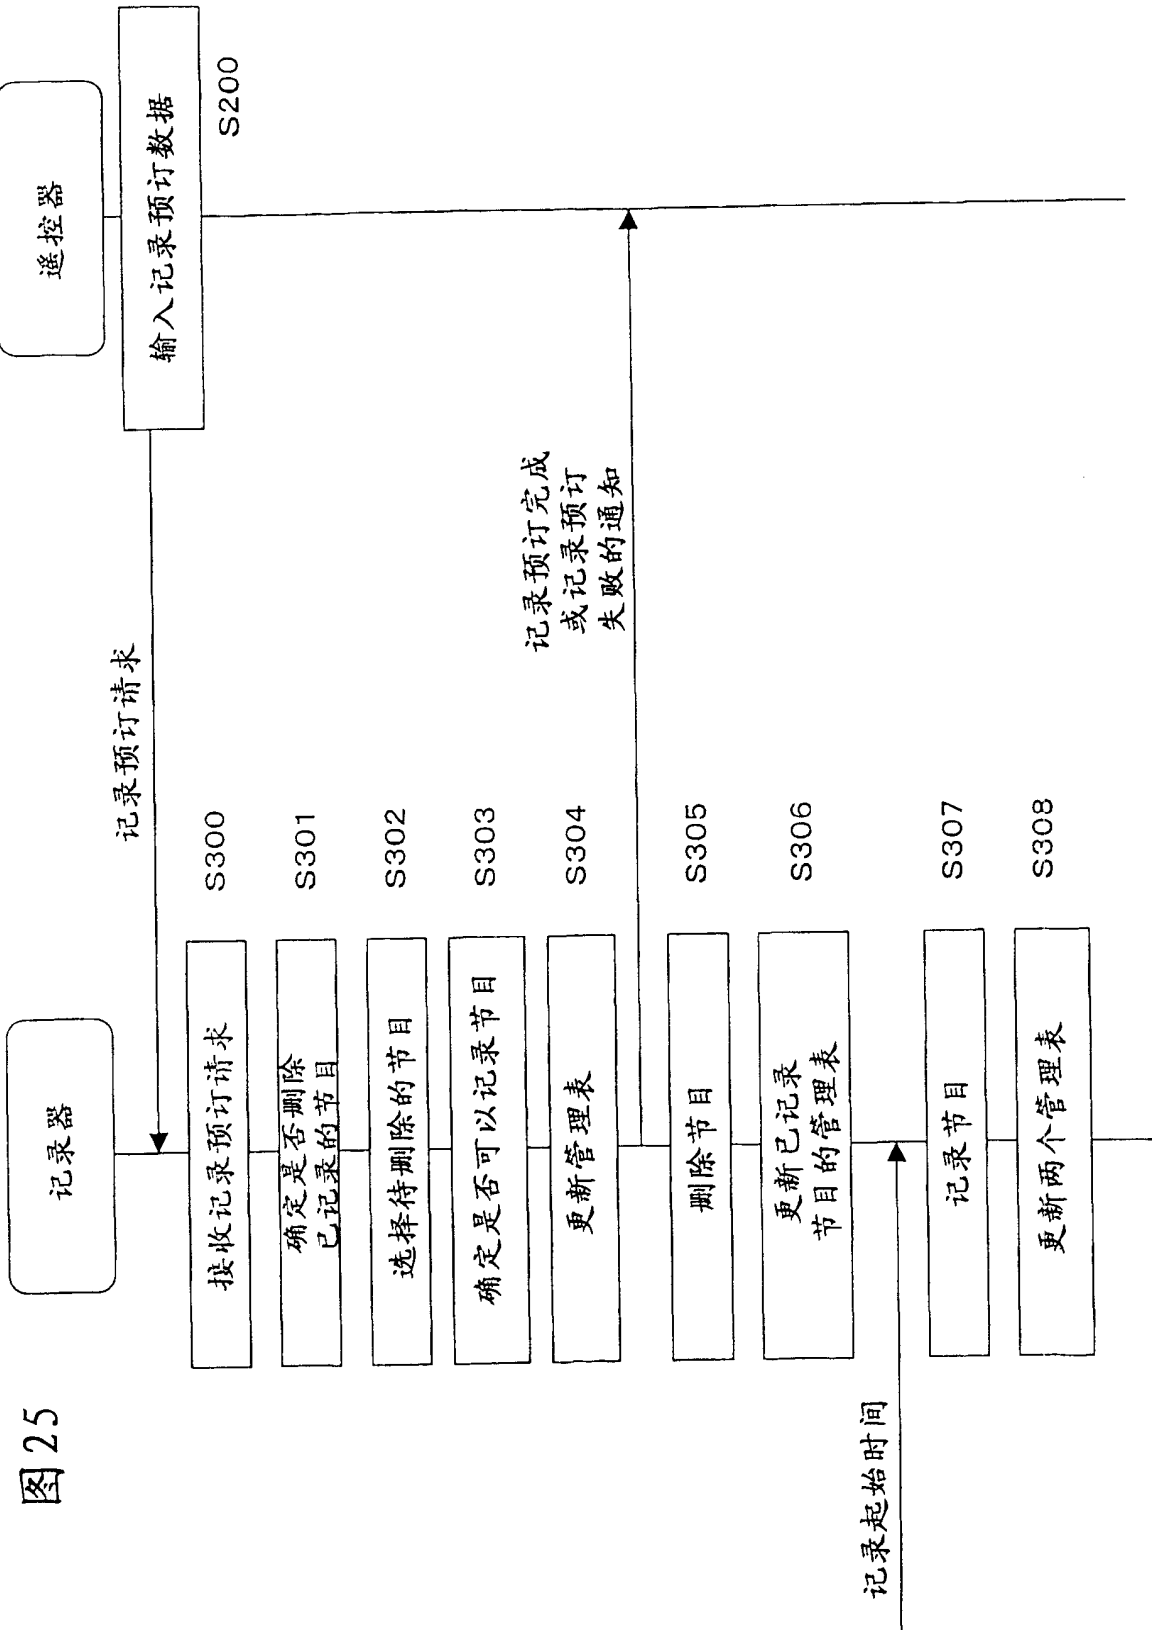 图25
记录器
遥控器
输入记录预订数据
S200
记录预订请求
接收记录预订请求
S300
确定是否删除
已记录的节目
S301
选择待删除的节目
S302
确定是否可以记录节目
S303
更新管理表
S304
记录预订完成
或记录预订
失败的通知
删除节目
S305
更新已记录
节目的管理表
S306
记录起始时间
记录节目
S307
更新两个管理表
S308